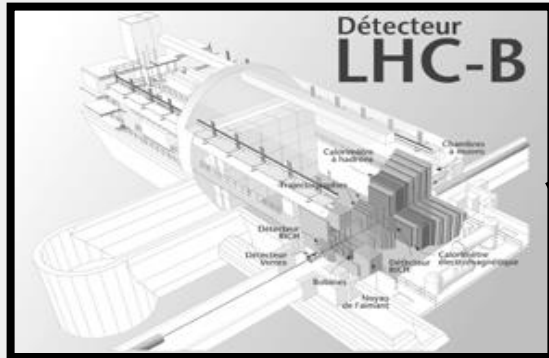 Détecteur
LHC-B
Calorimètre
à hadrons
Chambres
à muons
Trajectographes
Détecteur
RICH
Détecteur
Vertex
Bobines
Noyau
de l'aimant
Détecteur
RICH
Calorimètre
électromagnétique